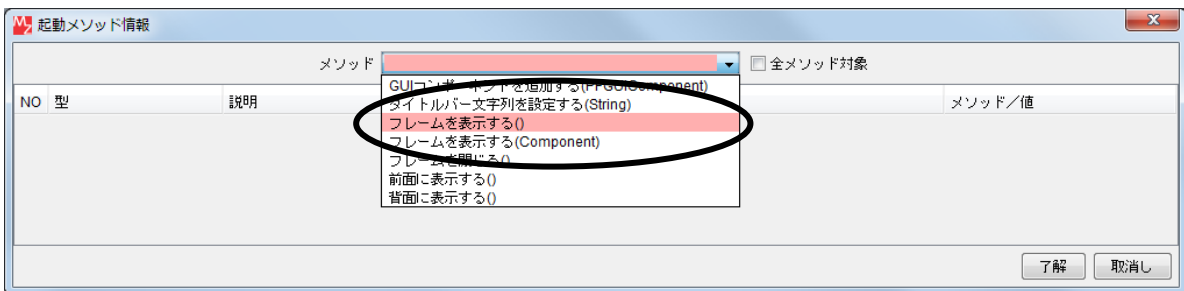 起動メソッド情報
メソッド 全メソッド対象
NO 型 説明 メソッド／値
GUIコンポーネントを追加する(PFGUIComponent)
タイトルバー文字列を設定する(String)
フレームを表示する()
フレームを表示する(Component)
フレームを閉じる()
前面に表示する()
背面に表示する()
了解 取消し